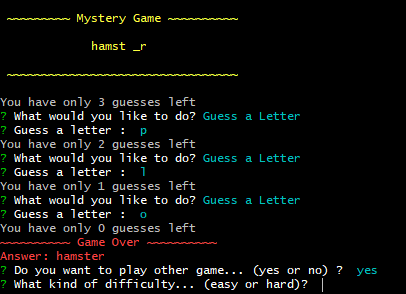 ~~~~~~~~~~ Mystery Game ~~~~~~~~~~~
hamst _r
~~~~~~~~~~~~~~~~~~~~~~~~~~~~~~~~~
You have only 3 guesses left
? What would you like to do? Guess a Letter
? Guess a letter :  p
You have only 2 guesses left
? What would you like to do? Guess a Letter
? Guess a letter :  l
You have only 1 guesses left
? What would you like to do? Guess a Letter
? Guess a letter :  o
You have only 0 guesses left
~~~~~~~~~~ Game Over ~~~~~~~~~~
Answer: hamster
? Do you want to play other game... (yes or no) ?  yes
? What kind of difficulty... (easy or hard)?